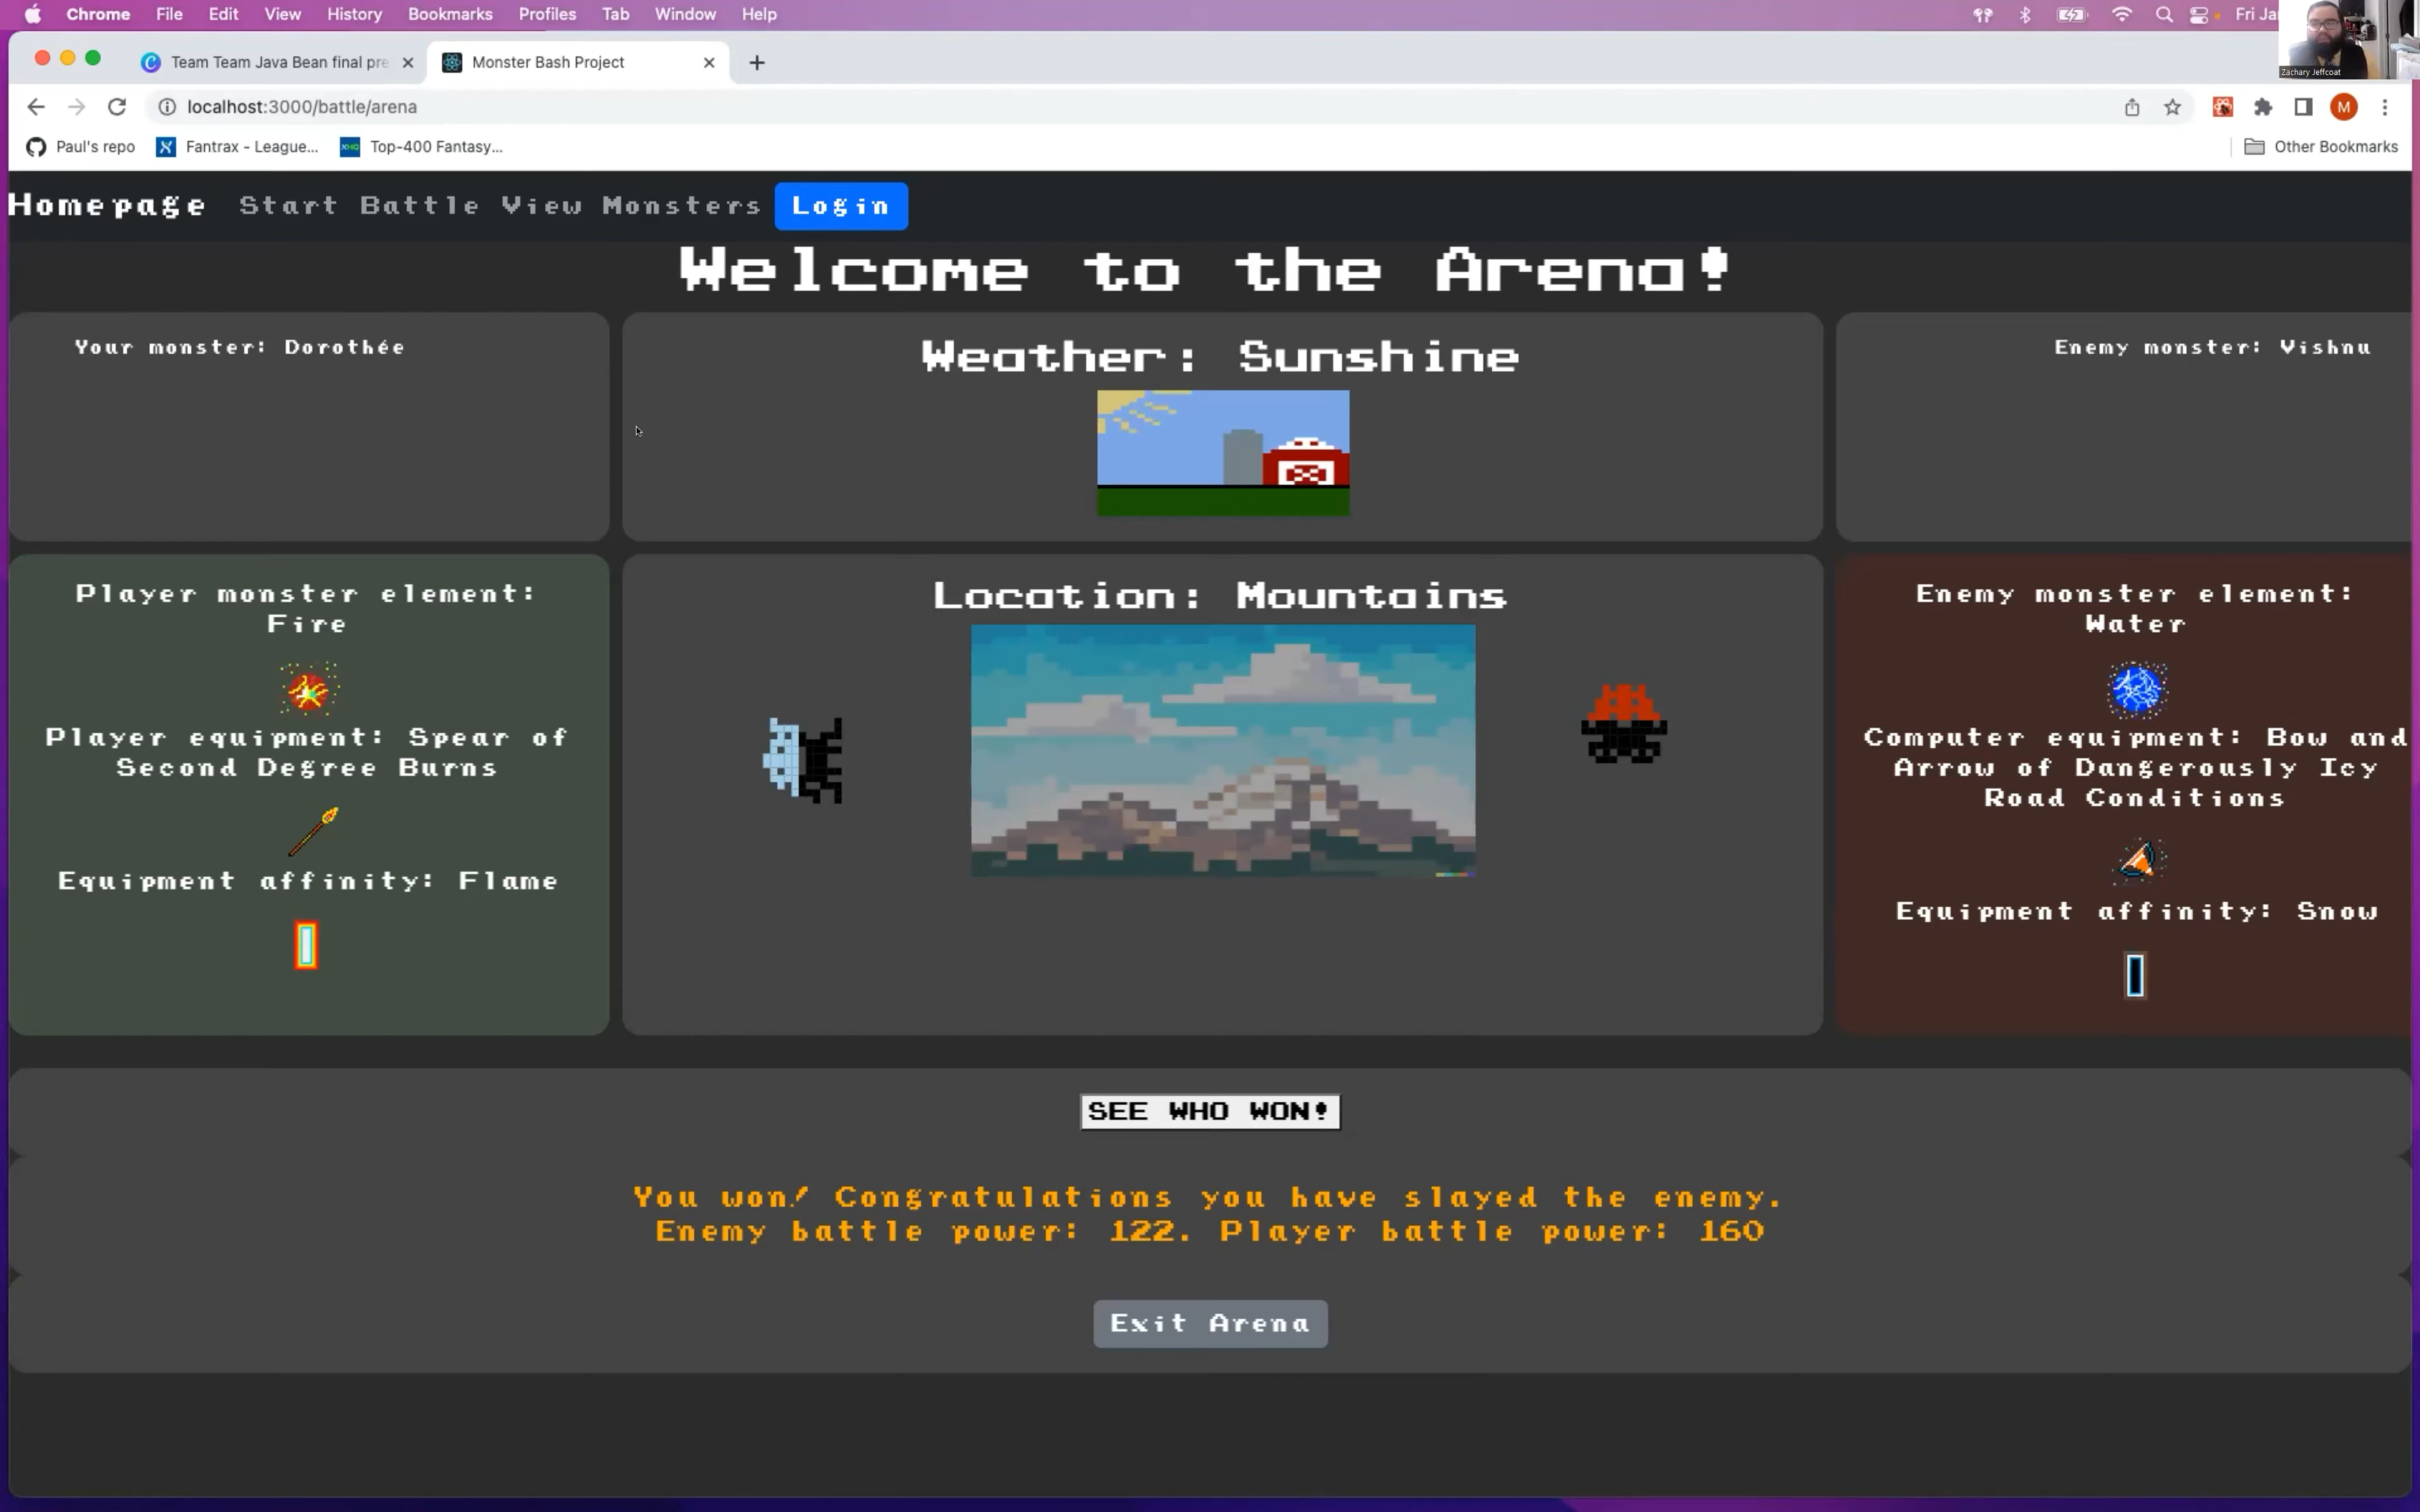 Chrome File Edit View History Bookmarks Profiles Tab Window Help
Zachary Jeffcoat
Team Team Java Bean final pre
Monster Bash Project
localhost:3000/battle/arena
M
Paul's repo
Fantrax - League...
Top-400 Fantasy...
Other Bookmarks
Homepage Start Battle View Monsters Login
Welcome to the Arena!
Your monster: Dorothée
Weather: Sunshine
Enemy monster: Vishnu
Player monster element:
Fire
Player equipment: Spear of
Second Degree Burns
Equipment affinity: Flame
Location: Mountains
Enemy monster element:
Water
Computer equipment: Bow and
Arrow of Dangerously Icy
Road Conditions
Equipment affinity: Snow
SEE WHO WON!
You won! Congratulations you have slayed the enemy.
Enemy battle power: 122. Player battle power: 160
Exit Arena